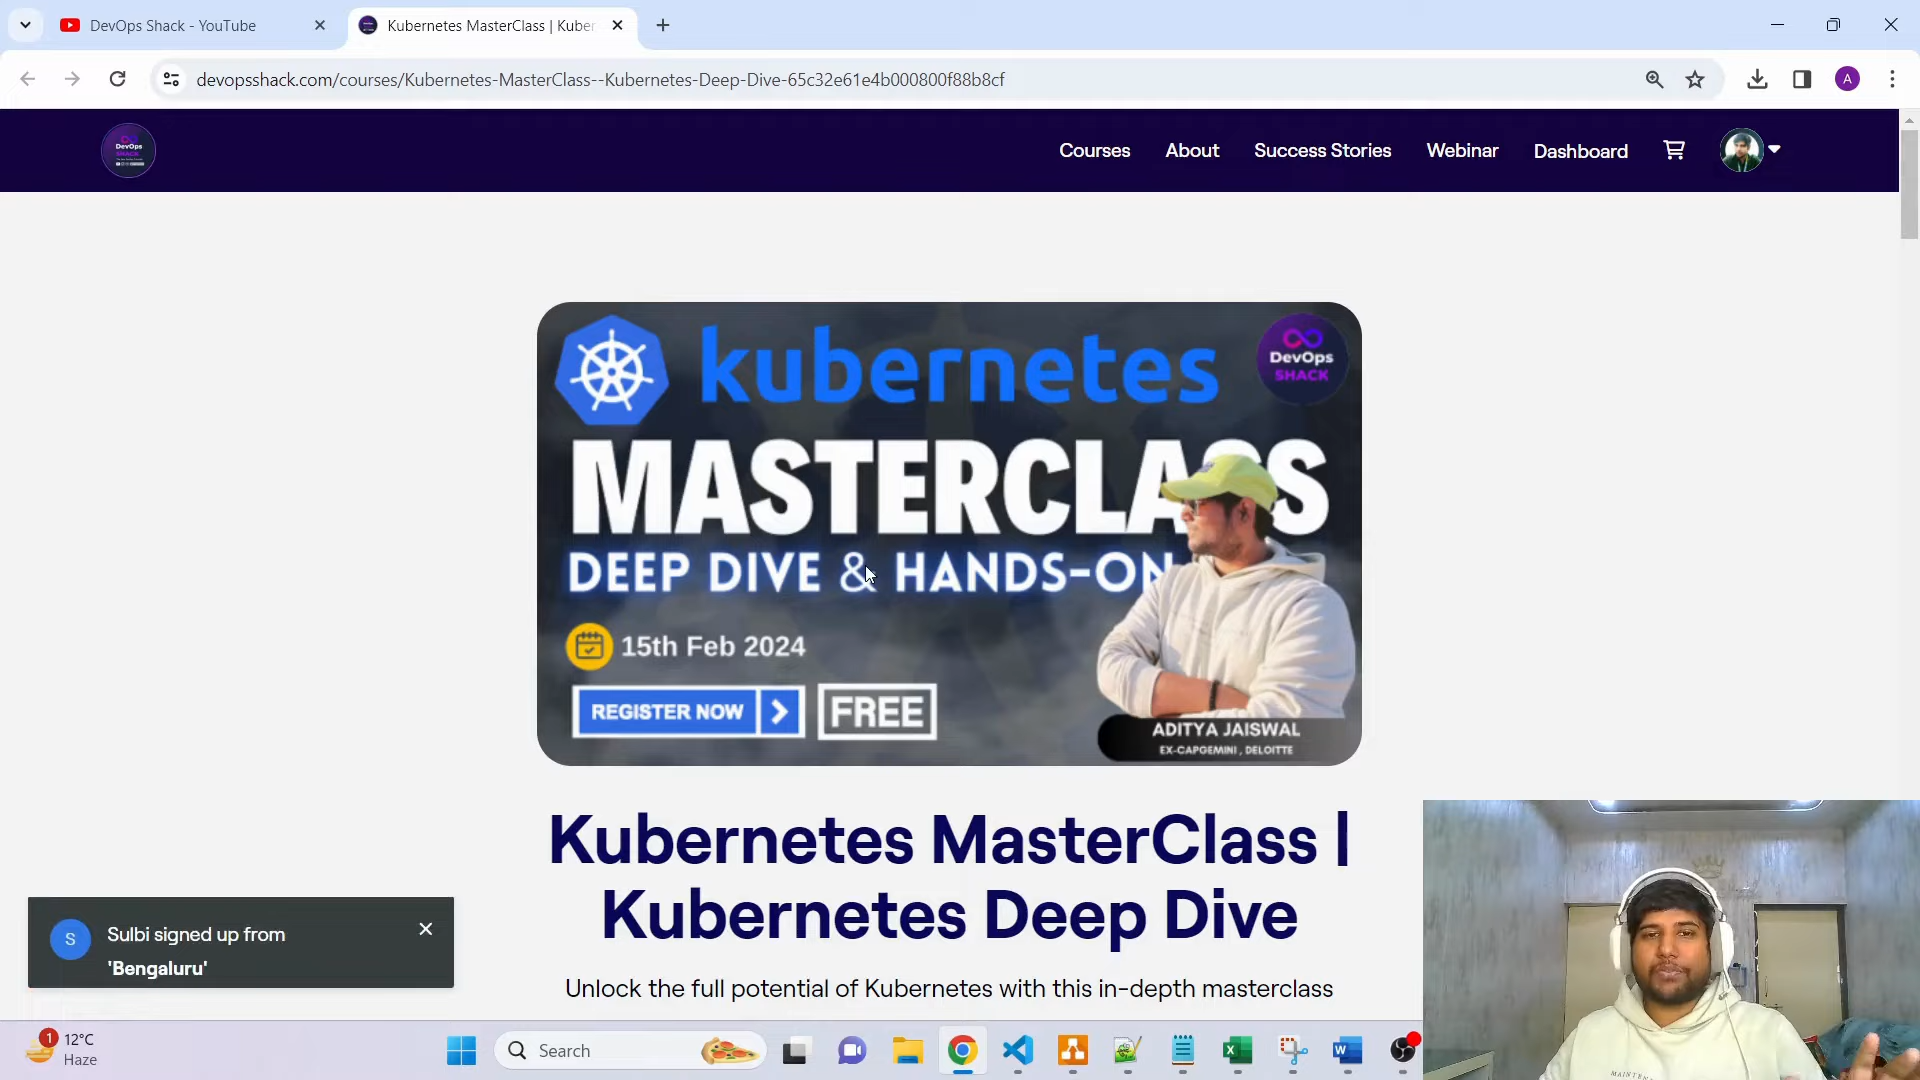 DevOps Shack - YouTube
Kubernetes MasterClass | Kuber
devopsshack.com/courses/Kubernetes-MasterClass--Kubernetes-Deep-Dive-65c32e61e4b000800f88b8cf
A
DevOps
SHACK
Courses
About
Success Stories
Webinar
Dashboard
kubernetes
DevOps
SHACK
MASTERCLASS
DEEP DIVE & HANDS-ON
15th Feb 2024
REGISTER NOW
FREE
ADITYA JAISWAL
EX-CAPGEMINI , DELOITTE
Kubernetes MasterClass |
Kubernetes Deep Dive
Unlock the full potential of Kubernetes with this in-depth masterclass
S
Sulbi signed up from
'Bengaluru'
1
12°C
Haze
Search